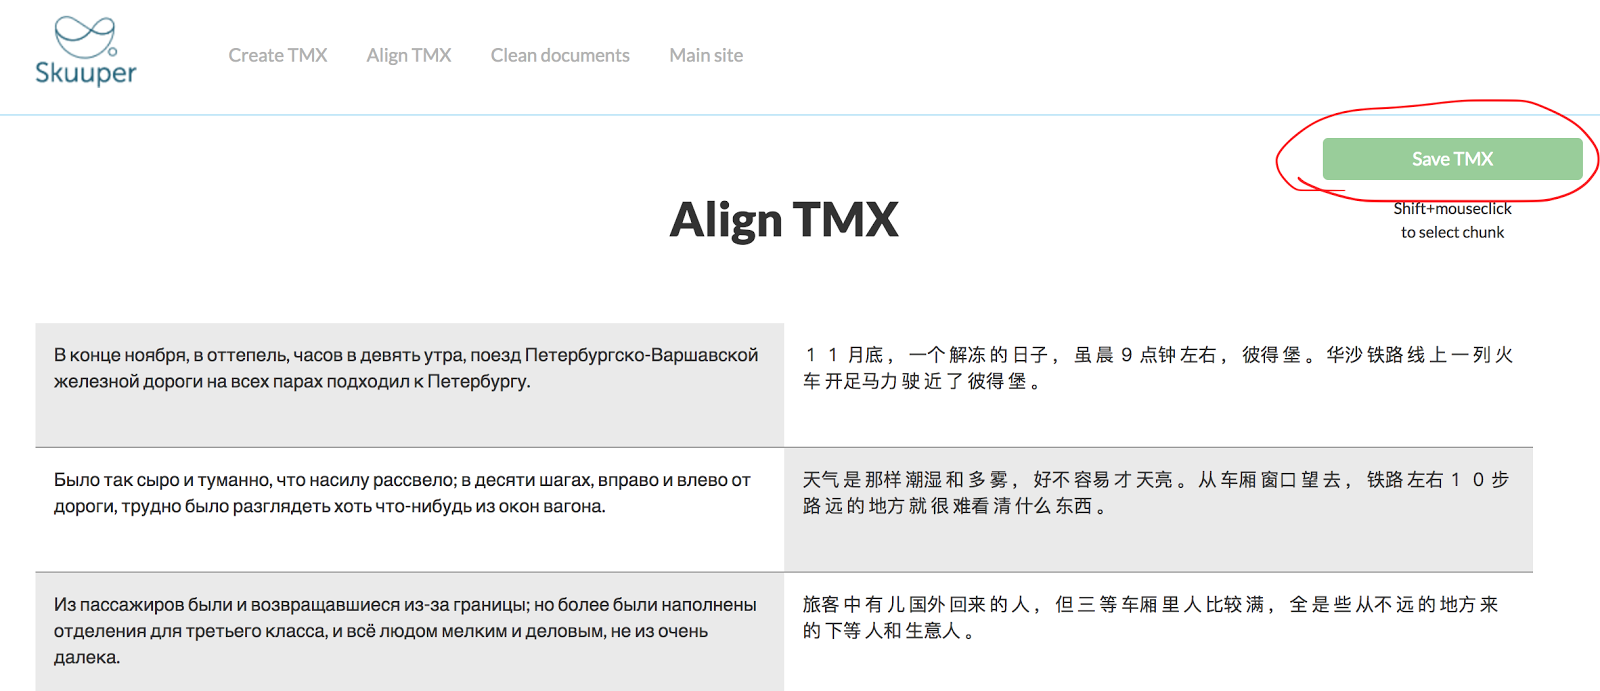 Skuuper
Create TMX Align TMX Clean documents Main site
Save TMX
Shift+mouseclick
to select chunk
Align TMX
В конце ноября, в оттепель, часов в девять утра, поезд Петербургско-Варшавской
железной дороги на всех парах подходил к Петербургу.
11月底，一个解冻的日子，虽晨9点钟左右，彼得堡。华沙铁路线上一列火
车开足马力驶近了彼得堡。
Было так сыро и туманно, что насилу рассвело; в десяти шагах, вправо и влево от
дороги, трудно было разглядеть хоть что-нибудь из окон вагона.
天气是那样潮湿和多雾，好不容易才天亮。从车厢窗口望去，铁路左右10步
路远的地方就很难看清什么东西。
Из пассажиров были и возвращавшиеся из-за границы; но более были наполнены
отделения для третьего класса, и всё людом мелким и деловым, не из очень
далека.
旅客中有儿国外回来的人，但三等车厢里人比较满，全是些从不远的地方来
的下等人和生意人。